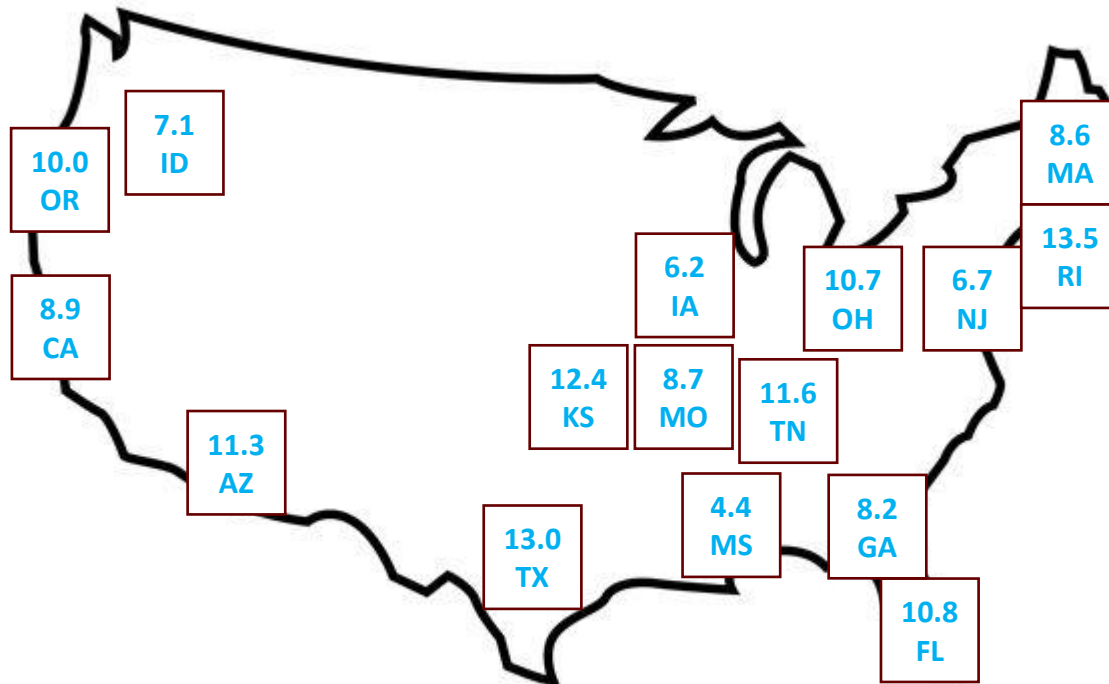 7.1
ID
10.0
OR
8.6
MA
13.5
RI
6.2
IA
10.7
OH
6.7
NJ
8.9
CA
12.4
KS
8.7
MO
11.6
TN
11.3
AZ
4.4
MS
8.2
GA
13.0
TX
10.8
FL